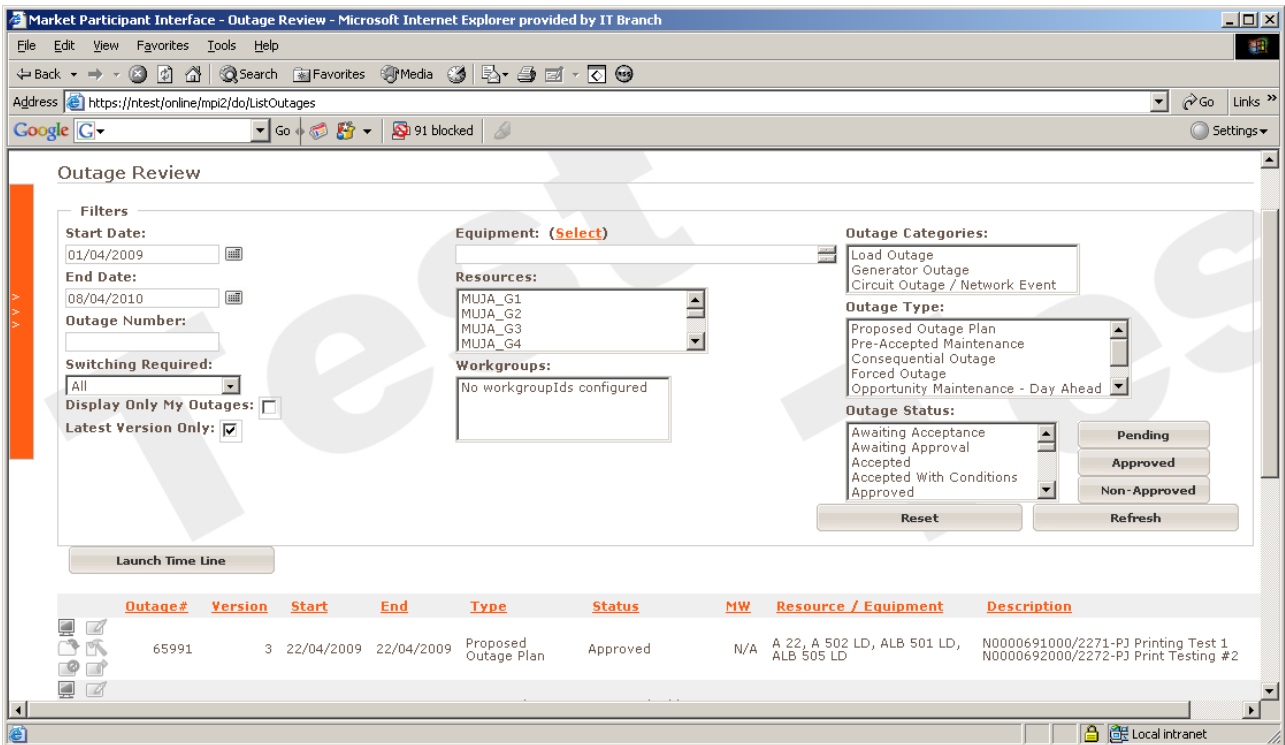 Market Participant Interface - Outage Review - Microsoft Internet Explorer provided by IT Branch
File Edit View Favorites Tools Help
Back Search Favorites Media
Address https://ntest/online/mpi2/do/ListOutages Go Links »
Google G Go 91 blocked Settings
Outage Review
Filters
Start Date:
01/04/2009
End Date:
08/04/2010
Outage Number:
Switching Required:
All
Display Only My Outages:
Latest Version Only:
Equipment: (Select)
Resources:
MUJA_G1
MUJA_G2
MUJA_G3
MUJA_G4
Workgroups:
No workgroupIds configured
Outage Categories:
Load Outage
Generator Outage
Circuit Outage / Network Event
Outage Type:
Proposed Outage Plan
Pre-Accepted Maintenance
Consequential Outage
Forced Outage
Opportunity Maintenance - Day Ahead
Outage Status:
Awaiting Acceptance
Awaiting Approval
Accepted
Accepted With Conditions
Approved
Pending
Approved
Non-Approved
Reset Refresh
> > >
Test Tes
Launch Time Line
Outage# Version Start End Type Status MW Resource / Equipment Description
65991 3 22/04/2009 22/04/2009 Proposed Outage Plan Approved N/A A 22, A 502 LD, ALB 501 LD, ALB 505 LD N0000691000/2271-PJ Printing Test 1
N0000692000/2272-PJ Print Testing #2
Local intranet